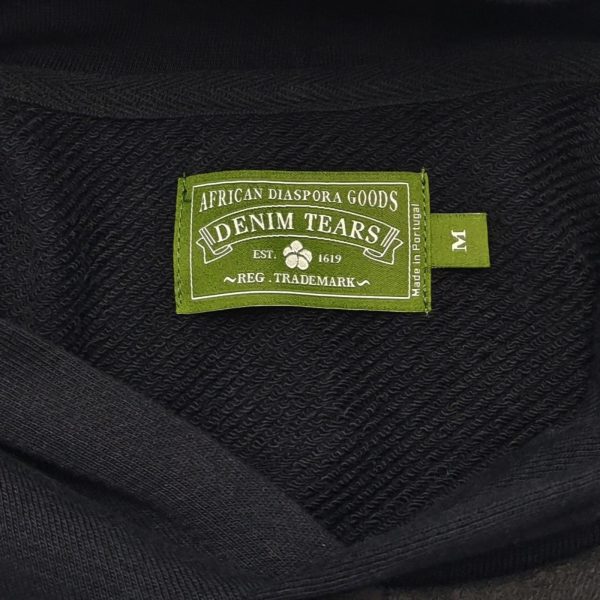 AFRICAN DIASPORA GOODS
DENIM TEARS
EST. 1619
~REG. TRADEMARK~
Made in Portugal
M